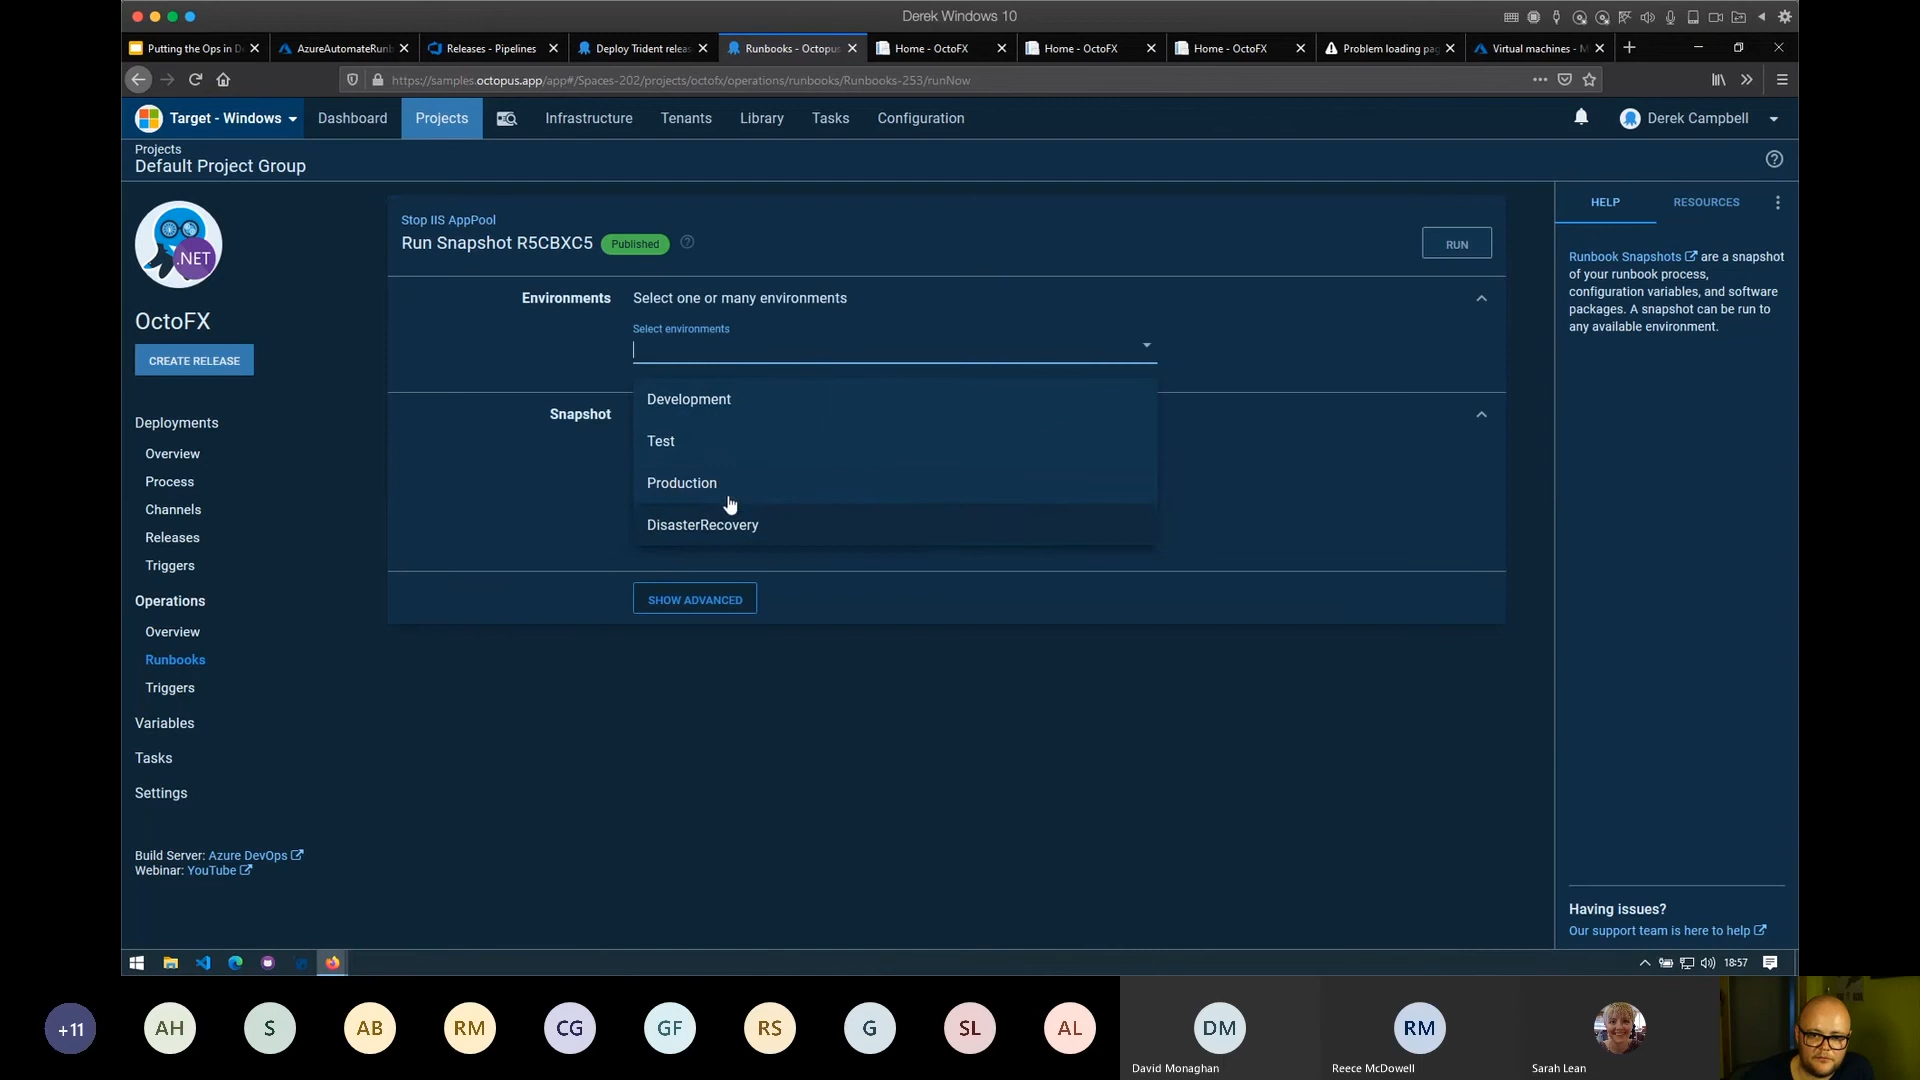 Derek Windows 10
Putting the Ops in D
AzureAutomateRunb
Releases - Pipelines
Deploy Trident releas
Runbooks - Octopus
Home - OctoFX
Home - OctoFX
Home - OctoFX
Problem loading pag
Virtual machines - M
https://samples.octopus.app/app#/Spaces-202/projects/octofx/operations/runbooks/Runbooks-253/runNow
Target - Windows
Dashboard
Projects
Infrastructure
Tenants
Library
Tasks
Configuration
Derek Campbell
Projects
Default Project Group
.NET
OctoFX
CREATE RELEASE
Deployments
Overview
Process
Channels
Releases
Triggers
Operations
Overview
Runbooks
Triggers
Variables
Tasks
Settings
Build Server: Azure DevOps
Webinar: YouTube
Stop IIS AppPool
Run Snapshot R5CBXC5
Published
RUN
Environments
Select one or many environments
Select environments
Development
Test
Production
DisasterRecovery
Snapshot
SHOW ADVANCED
HELP
RESOURCES
Runbook Snapshots are a snapshot
of your runbook process,
configuration variables, and software
packages. A snapshot can be run to
any available environment.
Having issues?
Our support team is here to help
18:57
+11
AH
S
AB
RM
CG
GF
RS
G
SL
AL
DM
David Monaghan
RM
Reece McDowell
Sarah Lean